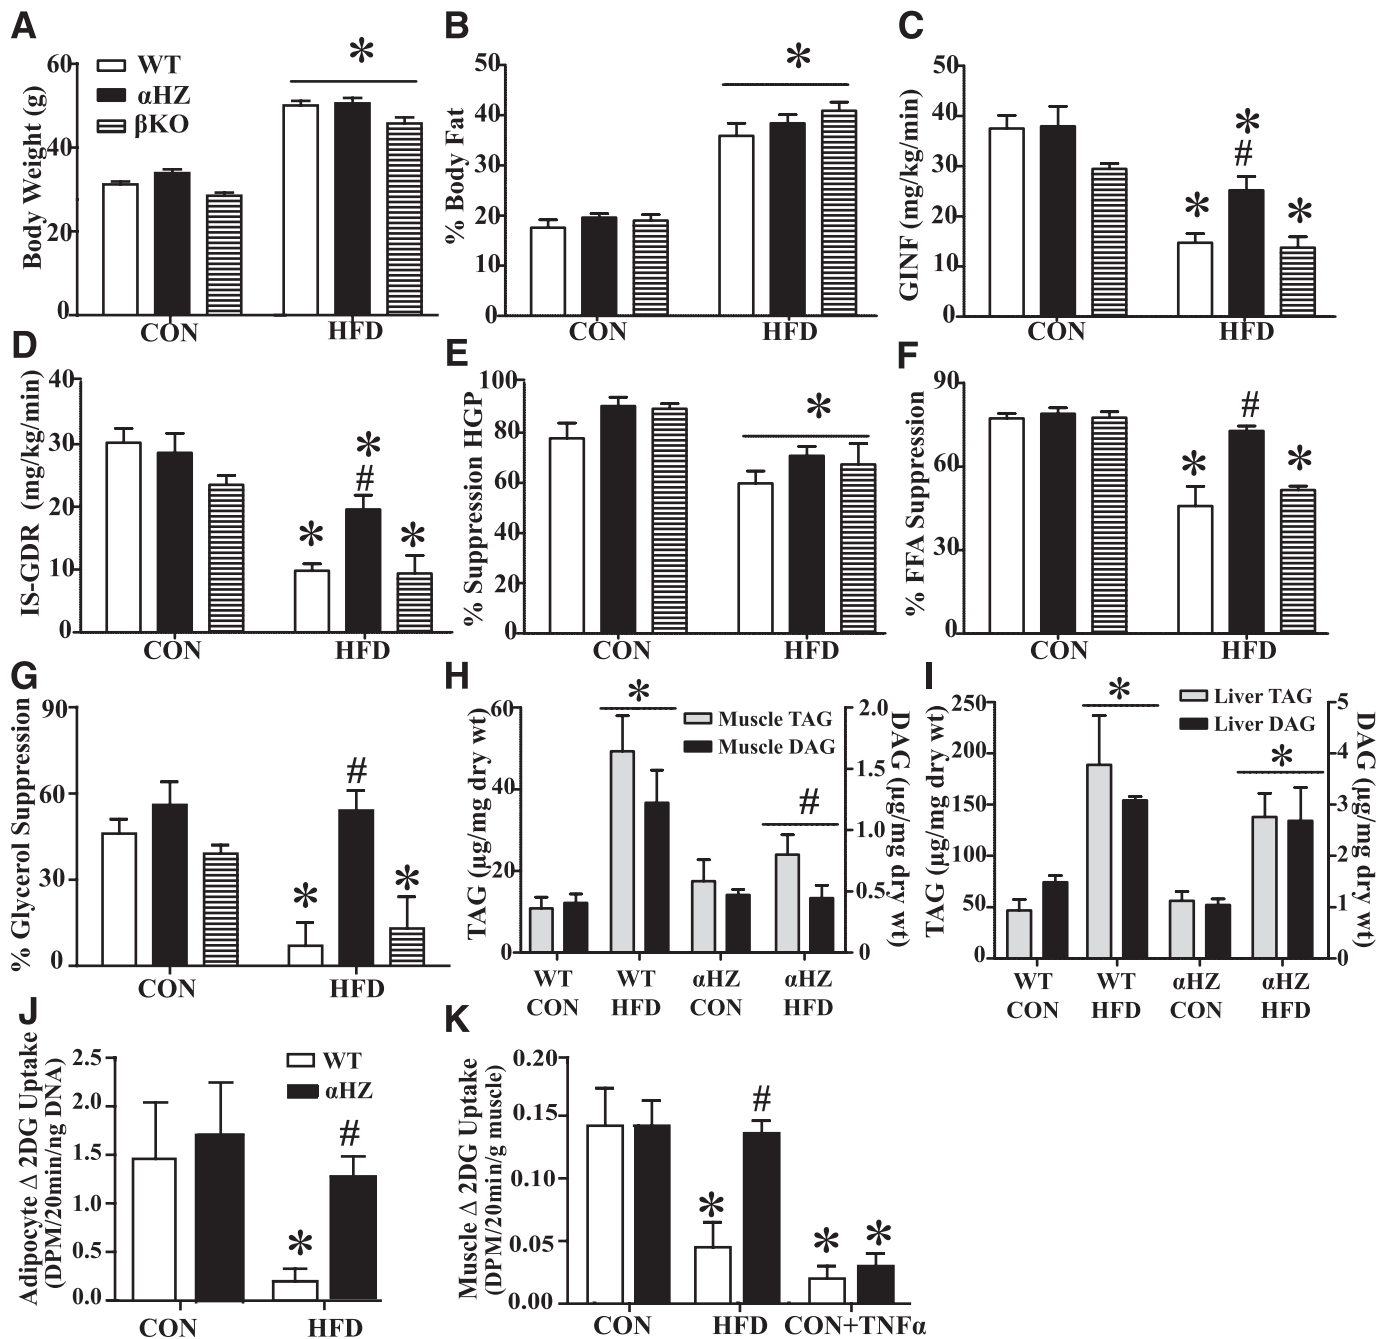 A
Body Weight (g)
60
40
20
0
WT
αHZ
βKO
*
CON
HFD
B
% Body Fat
50
40
30
20
10
0
*
CON
HFD
C
GINF (mg/kg/min)
50
40
30
20
10
0
*
*
#
*
CON
HFD
D
IS-GDR (mg/kg/min)
40
30
20
10
0
*
*
#
*
CON
HFD
E
% Suppression HGP
100
80
60
40
20
0
*
CON
HFD
F
% FFA Suppression
90
60
30
0
*
#
*
CON
HFD
G
% Glycerol Suppression
90
60
30
0
*
#
*
CON
HFD
H
TAG (µg/mg dry wt)
60
40
20
0
*
Muscle TAG
Muscle DAG
#
2.0
1.5
1.0
0.5
0
DAG (µg/mg dry wt)
WT CON
WT HFD
αHZ CON
αHZ HFD
I
TAG (µg/mg dry wt)
250
200
150
100
50
0
*
Liver TAG
Liver DAG
*
5
4
3
2
1
0
DAG (µg/mg dry wt)
WT CON
WT HFD
αHZ CON
αHZ HFD
J
Adipocyte Δ 2DG Uptake
(DPM/20min/ng DNA)
2.5
2.0
1.5
1.0
0.5
0.0
WT
αHZ
*
#
CON
HFD
K
Muscle Δ 2DG Uptake
(DPM/20min/g muscle)
0.20
0.15
0.10
0.05
0.00
*
#
*
*
CON
HFD
CON+TNFα